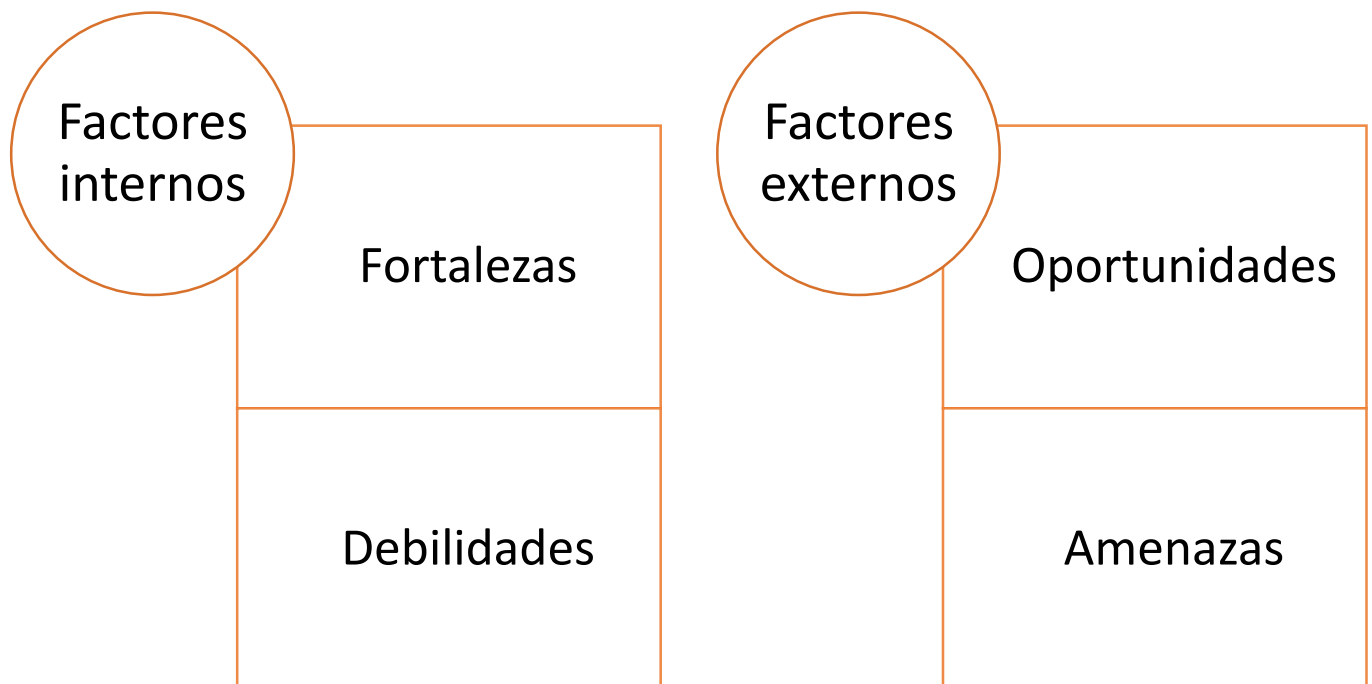 Factores
internos
Fortalezas
Debilidades
Factores
externos
Oportunidades
Amenazas